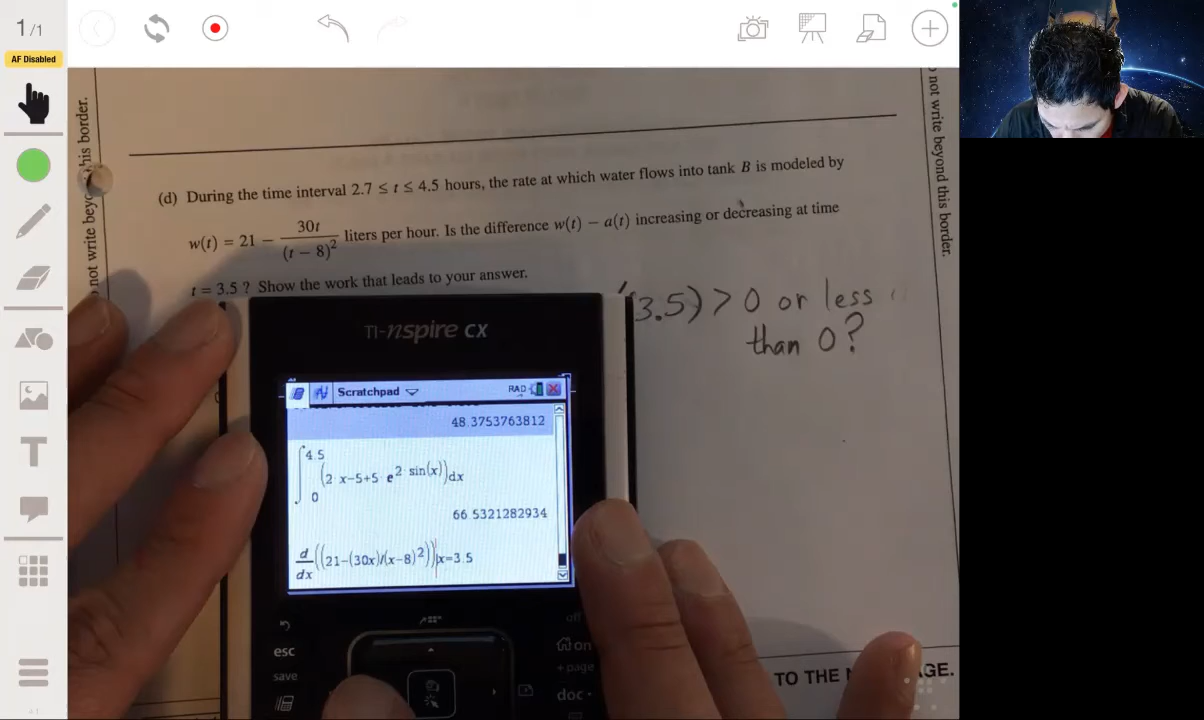 1/1
AF Disabled
his border.
not write beyo
not write beyond this border.
(d) During the time interval 2.7 ≤ t ≤ 4.5 hours, the rate at which water flows into tank B is modeled by
w(t) = 21 − 30t/(t − 8)² liters per hour. Is the difference w(t) − a(t) increasing or decreasing at time
t = 3.5 ? Show the work that leads to your answer.
'(3.5) > 0 or less
than 0?
TI-nspire CX
Scratchpad
RAD
48.3753763812
∫₀^4.5 (2·x−5+5·e^(2·sin(x)))dx
66.5321282934
d/dx((21−(30x)/(x−8)²))|x=3.5
esc
save
off
on
+ page
doc
TO THE
GE.
T